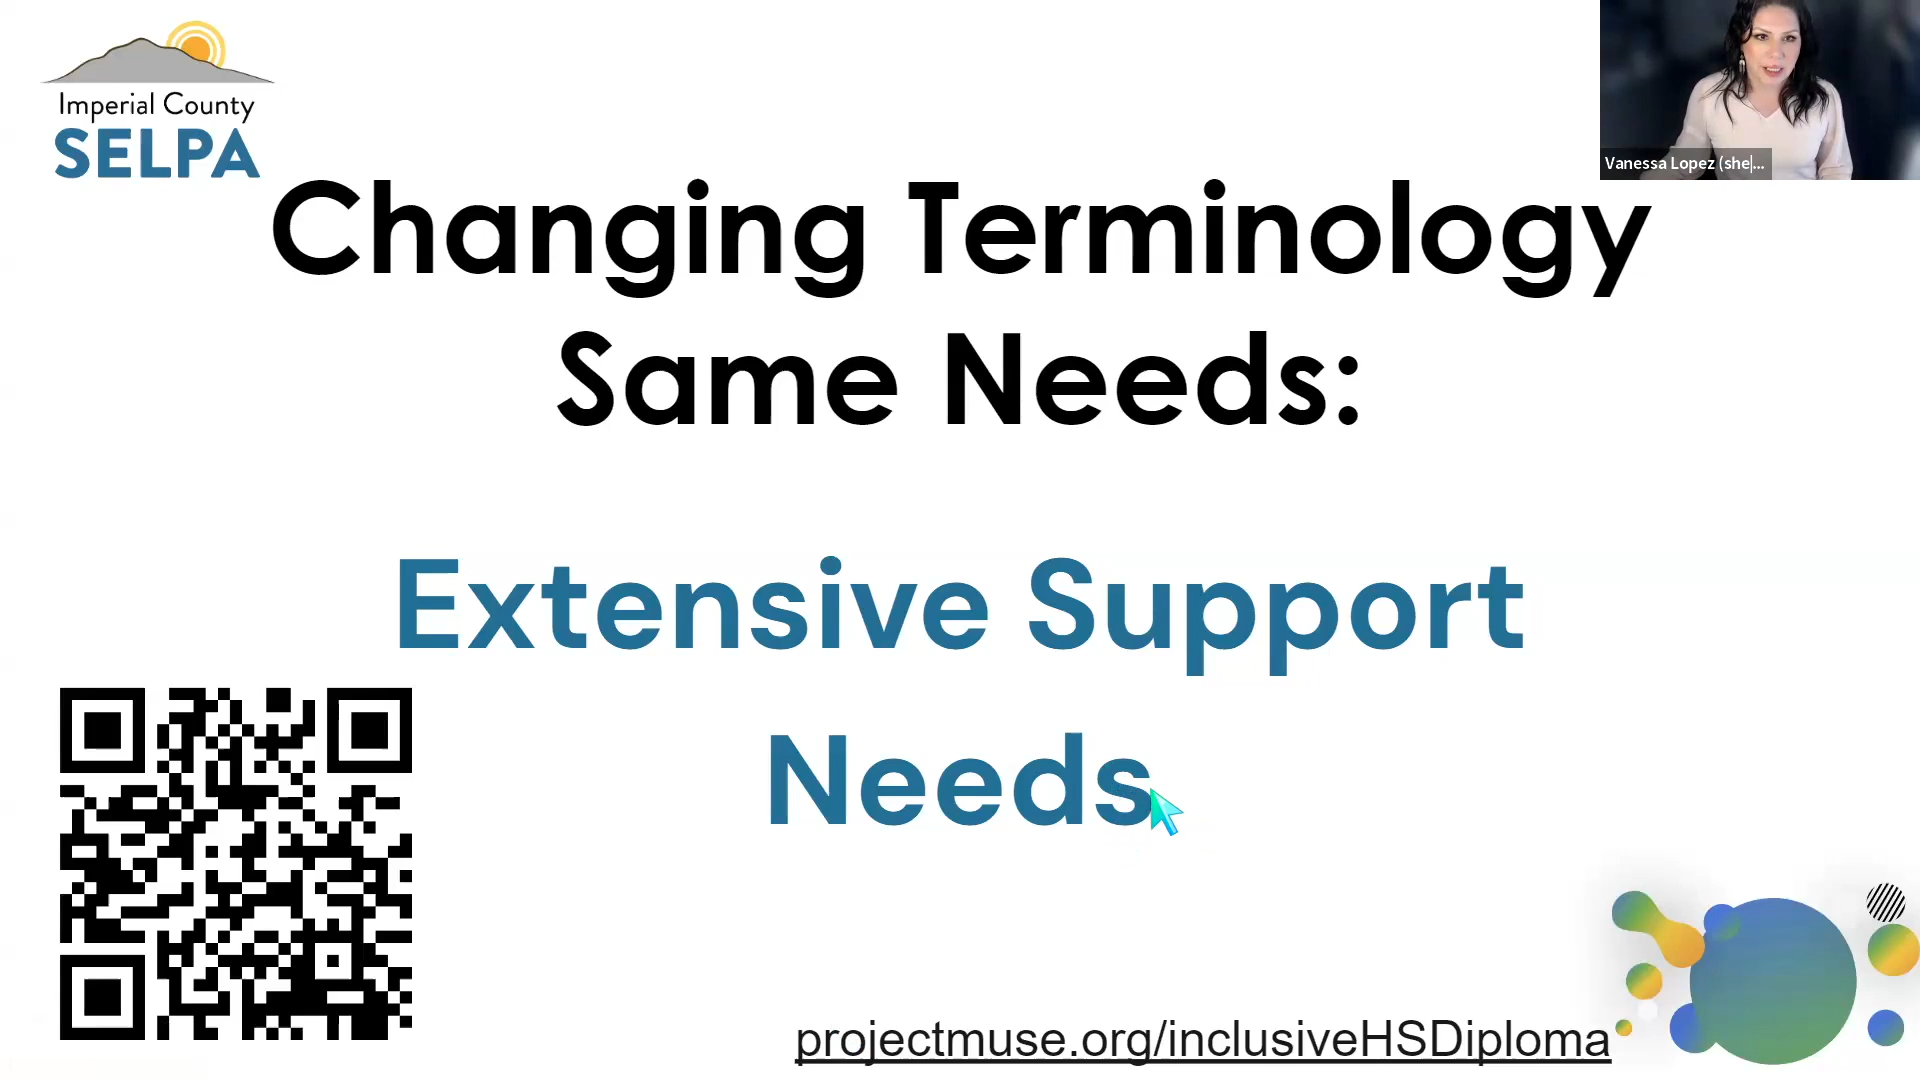 Imperial County
SELPA
Vanessa Lopez (she|...
Changing Terminology
Same Needs:
Extensive Support
Needs
projectmuse.org/inclusiveHSDiploma